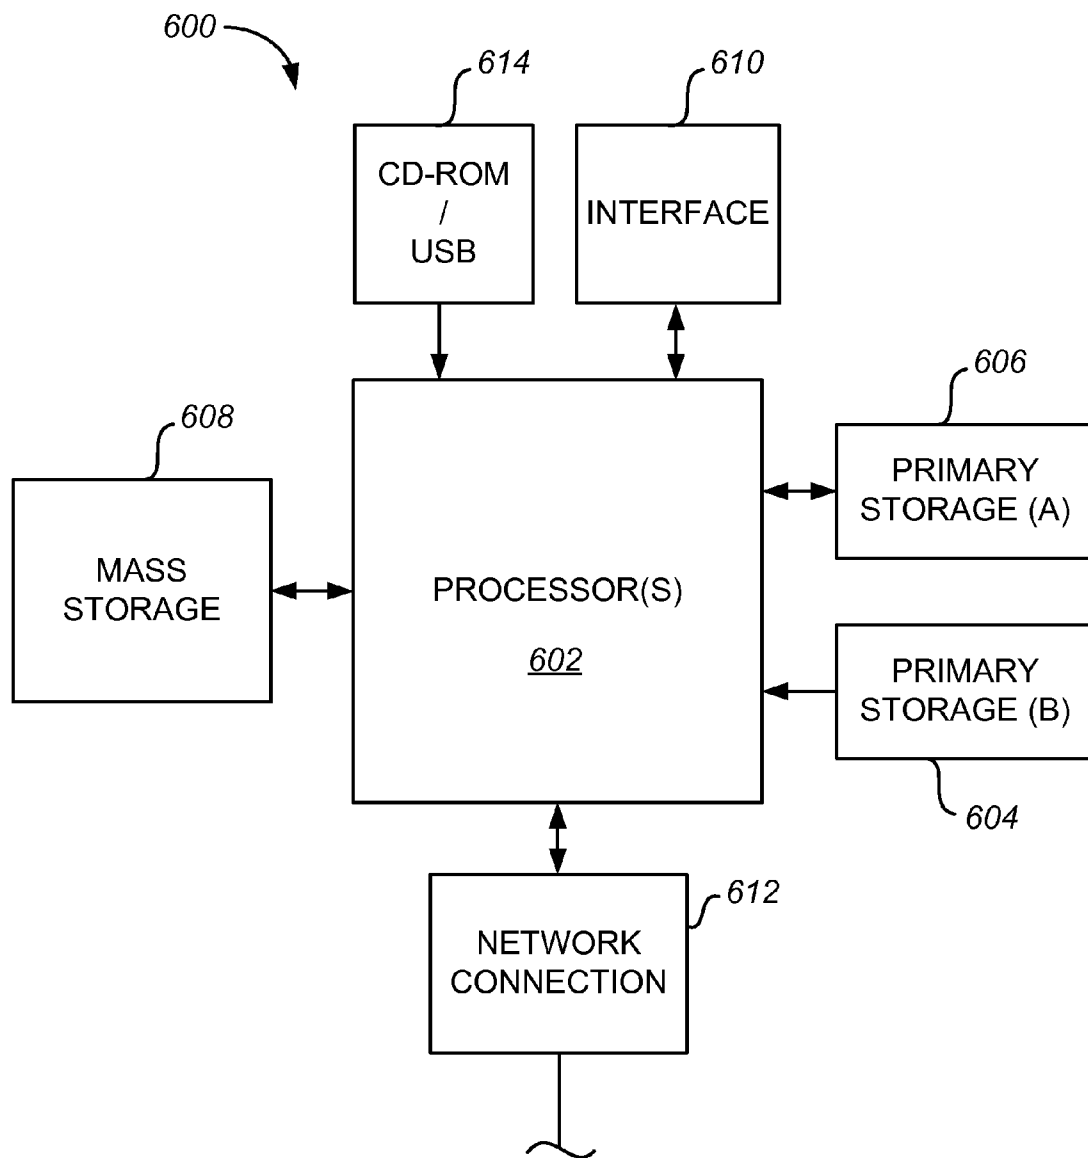 600
614
610
CD-ROM
/
USB
INTERFACE
606
608
PRIMARY
STORAGE (A)
MASS
STORAGE
PROCESSOR(S)
602
PRIMARY
STORAGE (B)
604
612
NETWORK
CONNECTION